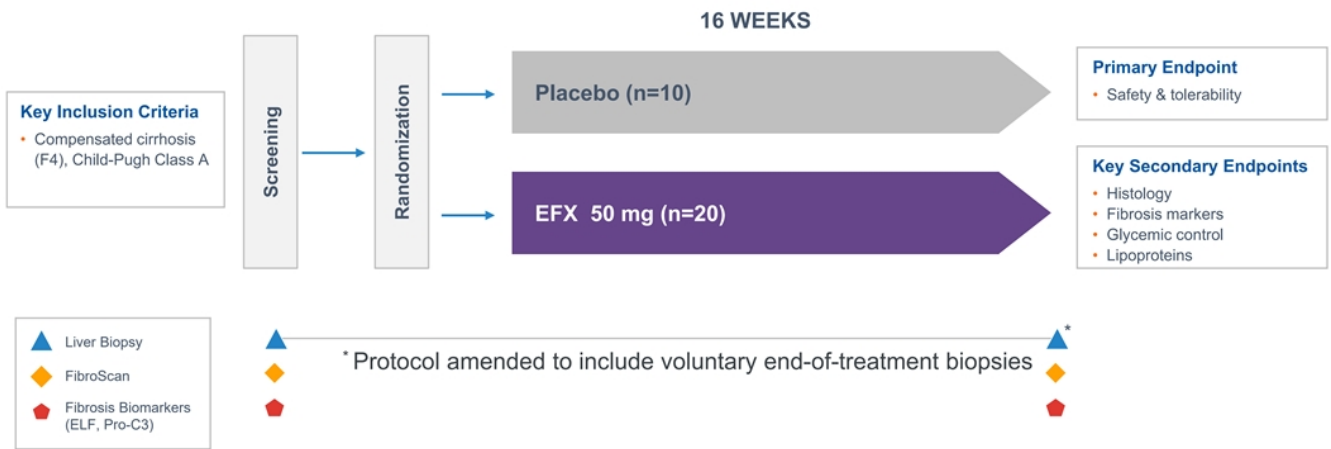 16 WEEKS
Key Inclusion Criteria
• Compensated cirrhosis
(F4), Child-Pugh Class A
Screening
Randomization
Placebo (n=10)
EFX 50 mg (n=20)
Primary Endpoint
• Safety & tolerability
Key Secondary Endpoints
• Histology
• Fibrosis markers
• Glycemic control
• Lipoproteins
Liver Biopsy
FibroScan
Fibrosis Biomarkers
(ELF, Pro-C3)
*
* Protocol amended to include voluntary end-of-treatment biopsies